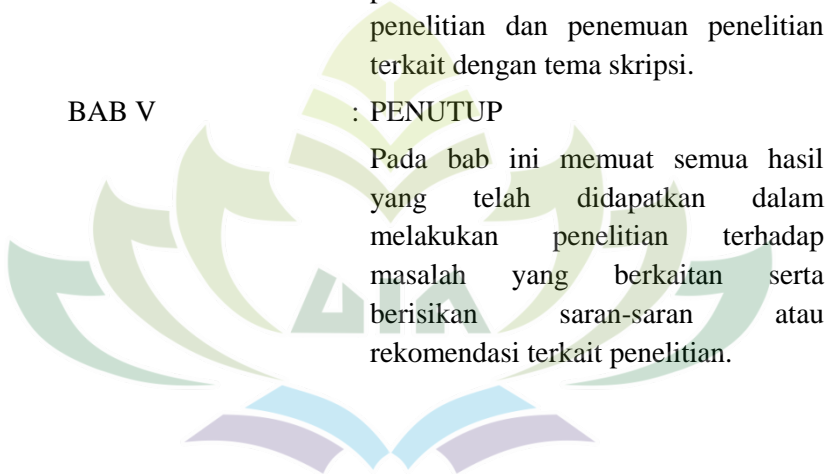 penelitian dan penemuan penelitian
terkait dengan tema skripsi.
BAB V : PENUTUP
Pada bab ini memuat semua hasil
yang telah didapatkan dalam
melakukan penelitian terhadap
masalah yang berkaitan serta
berisikan saran-saran atau
rekomendasi terkait penelitian.